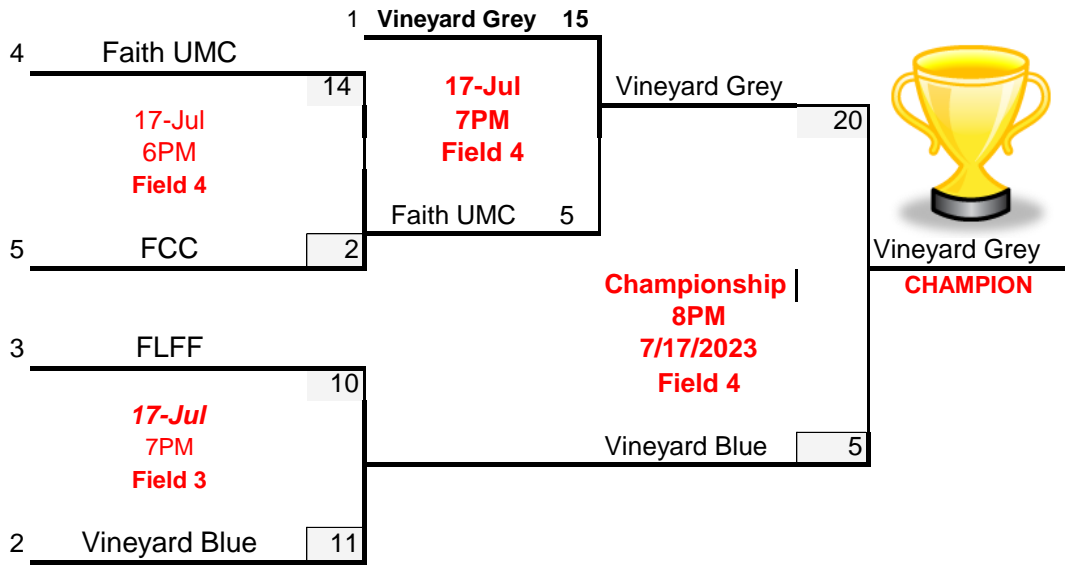 1 Vineyard Grey 15
4 Faith UMC
14
17-Jul
7PM
Field 4
Vineyard Grey
20
17-Jul
6PM
Field 4
Faith UMC 5
5 FCC 2
Vineyard Grey
CHAMPION
Championship
8PM
7/17/2023
Field 4
3 FLFF
10
17-Jul
7PM
Field 3
Vineyard Blue 5
2 Vineyard Blue 11